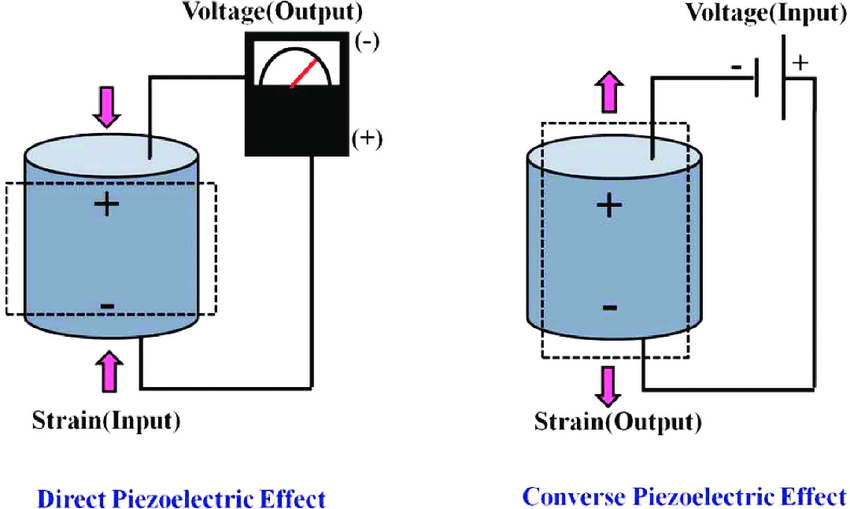 Voltage(Output)
(-)
(+)
+
-
Strain(Input)
Direct Piezoelectric Effect
Voltage(Input)
- +
+
-
Strain(Output)
Converse Piezoelectric Effect